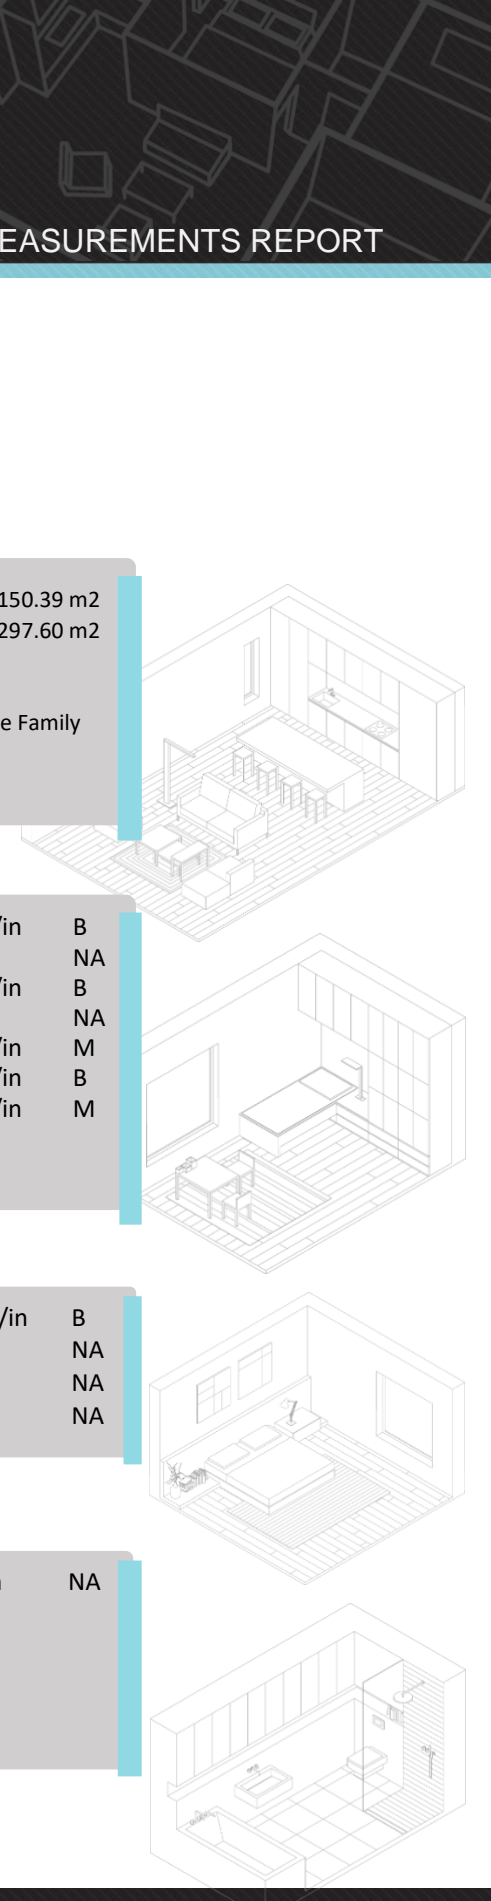 EASUREMENTS REPORT
150.39 m2
297.60 m2
e Family
/in B
NA
/in B
NA
/in M
/in B
/in M
/in B
NA
NA
NA
NA